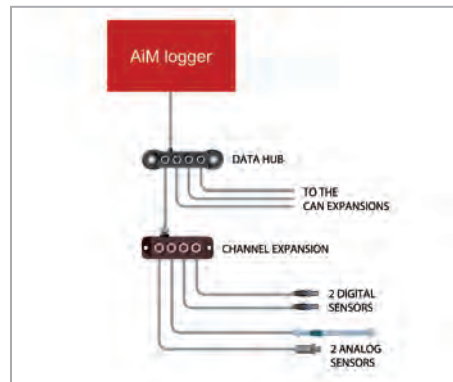 AiM logger
DATA HUB
TO THE
CAN EXPANSIONS
CHANNEL EXPANSION
2 DIGITAL
SENSORS
2 ANALOG
SENSORS